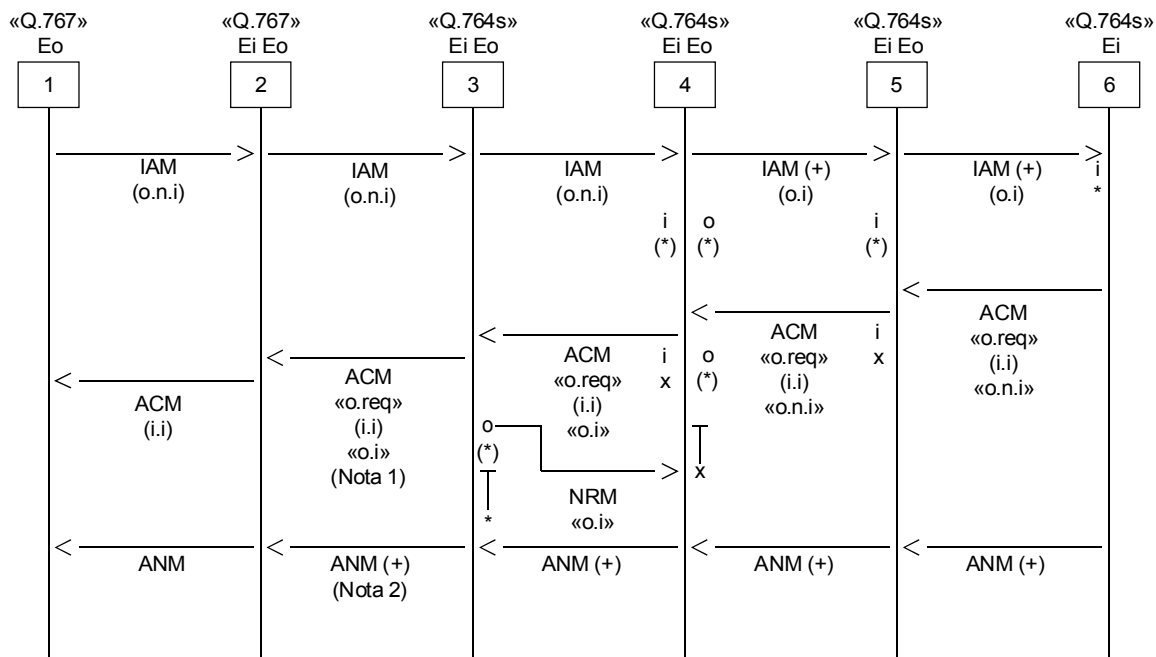 «Q.767» «Q.767» «Q.764s» «Q.764s» «Q.764s» «Q.764s»
Eo Ei Eo Ei Eo Ei Eo Ei Eo Ei
1 2 3 4 5 6
IAM IAM IAM IAM (+) IAM (+) i
(o.n.i) (o.n.i) (o.n.i) (o.i) (o.i) *
i o i
(*) (*) (*)
ACM
«o.req»
(i.i)
«o.n.i»
ACM i
«o.req» x
(i.i)
«o.n.i»
ACM i o
«o.req» x (*)
(i.i)
«o.i»
ACM
«o.req»
(i.i)
«o.i»
(Nota 1)
ACM
(i.i)
o
(*)
x
NRM
«o.i»
*
ANM ANM (+) ANM (+) ANM (+) ANM (+)
(Nota 2)